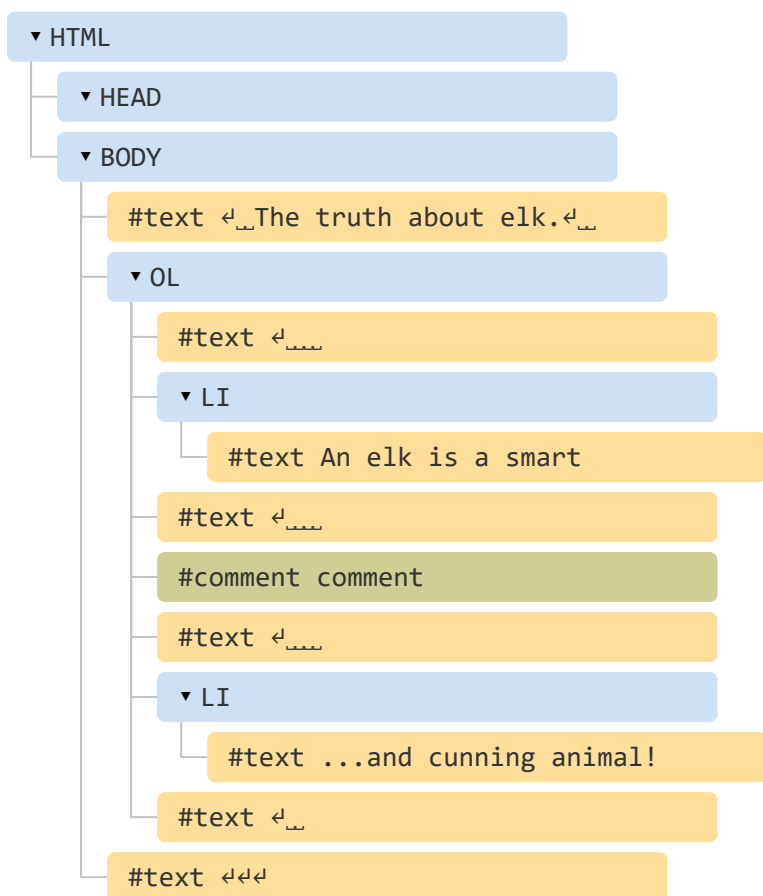 ▾ HTML
▾ HEAD
▾ BODY
#text ↵␣␣The truth about elk.↵␣␣
▾ OL
#text ↵␣␣␣␣
▾ LI
#text An elk is a smart
#text ↵␣␣␣␣
#comment comment
#text ↵␣␣␣␣
▾ LI
#text ...and cunning animal!
#text ↵␣␣
#text ↵↵↵